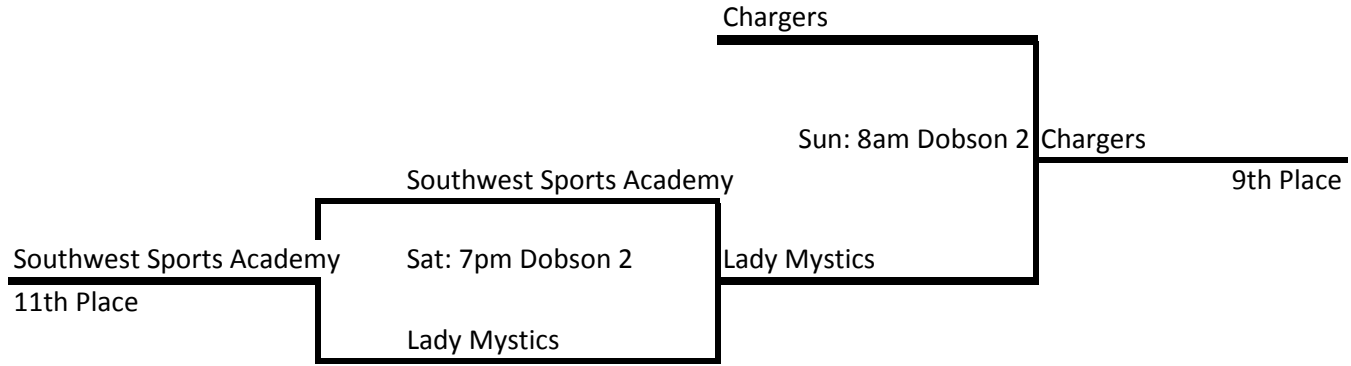 Chargers
Sun: 8am Dobson 2 Chargers
Southwest Sports Academy 9th Place
Southwest Sports Academy Sat: 7pm Dobson 2 Lady Mystics
11th Place
Lady Mystics